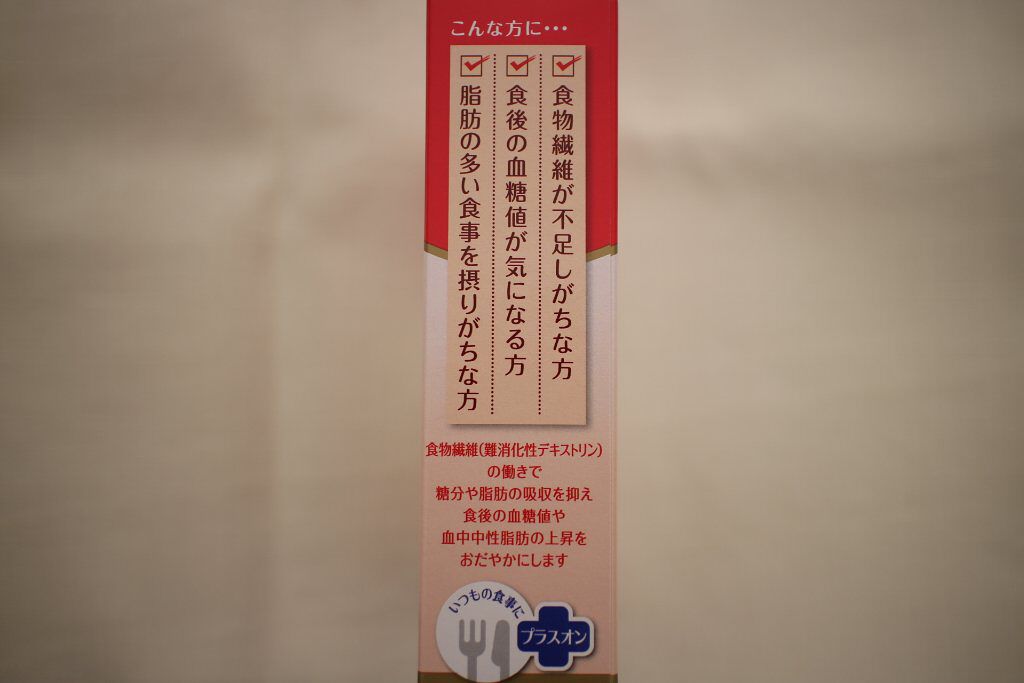 こんな方に・・・
食物繊維が不足しがちな方
食後の血糖値が気になる方
脂肪の多い食事を摂りがちな方
食物繊維(難消化性デキストリン)
の働きで
糖分や脂肪の吸収を抑え
食後の血糖値や
血中中性脂肪の上昇を
おだやかにします
いつもの食事に
プラスオン